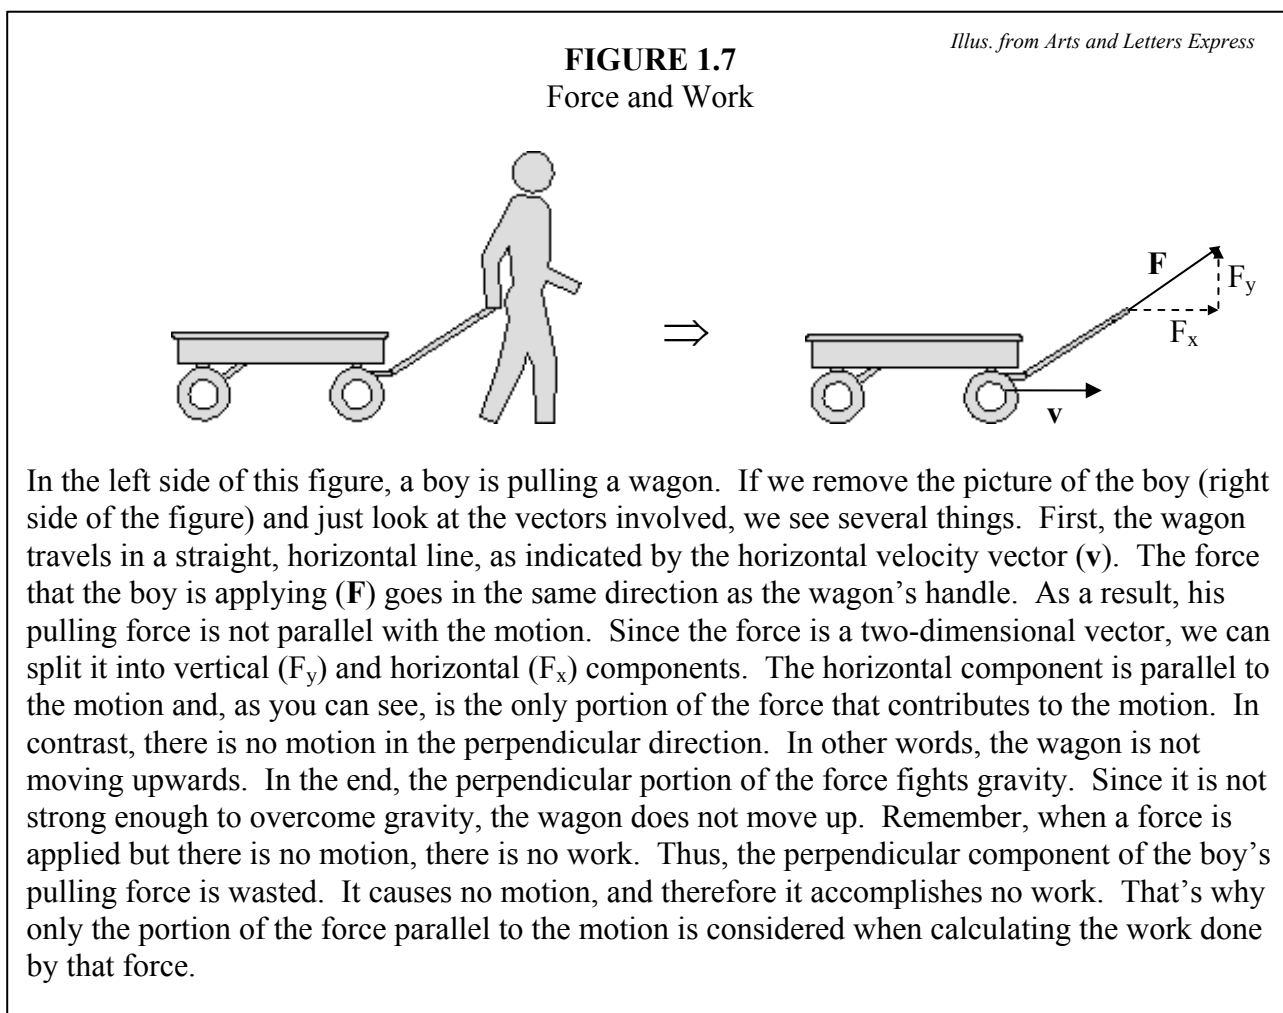 Illus. from Arts and Letters Express
FIGURE 1.7
Force and Work
F
Fy
Fx
v
In the left side of this figure, a boy is pulling a wagon. If we remove the picture of the boy (right
side of the figure) and just look at the vectors involved, we see several things. First, the wagon
travels in a straight, horizontal line, as indicated by the horizontal velocity vector (v). The force
that the boy is applying (F) goes in the same direction as the wagon's handle. As a result, his
pulling force is not parallel with the motion. Since the force is a two-dimensional vector, we can
split it into vertical (Fy) and horizontal (Fx) components. The horizontal component is parallel to
the motion and, as you can see, is the only portion of the force that contributes to the motion. In
contrast, there is no motion in the perpendicular direction. In other words, the wagon is not
moving upwards. In the end, the perpendicular portion of the force fights gravity. Since it is not
strong enough to overcome gravity, the wagon does not move up. Remember, when a force is
applied but there is no motion, there is no work. Thus, the perpendicular component of the boy's
pulling force is wasted. It causes no motion, and therefore it accomplishes no work. That's why
only the portion of the force parallel to the motion is considered when calculating the work done
by that force.